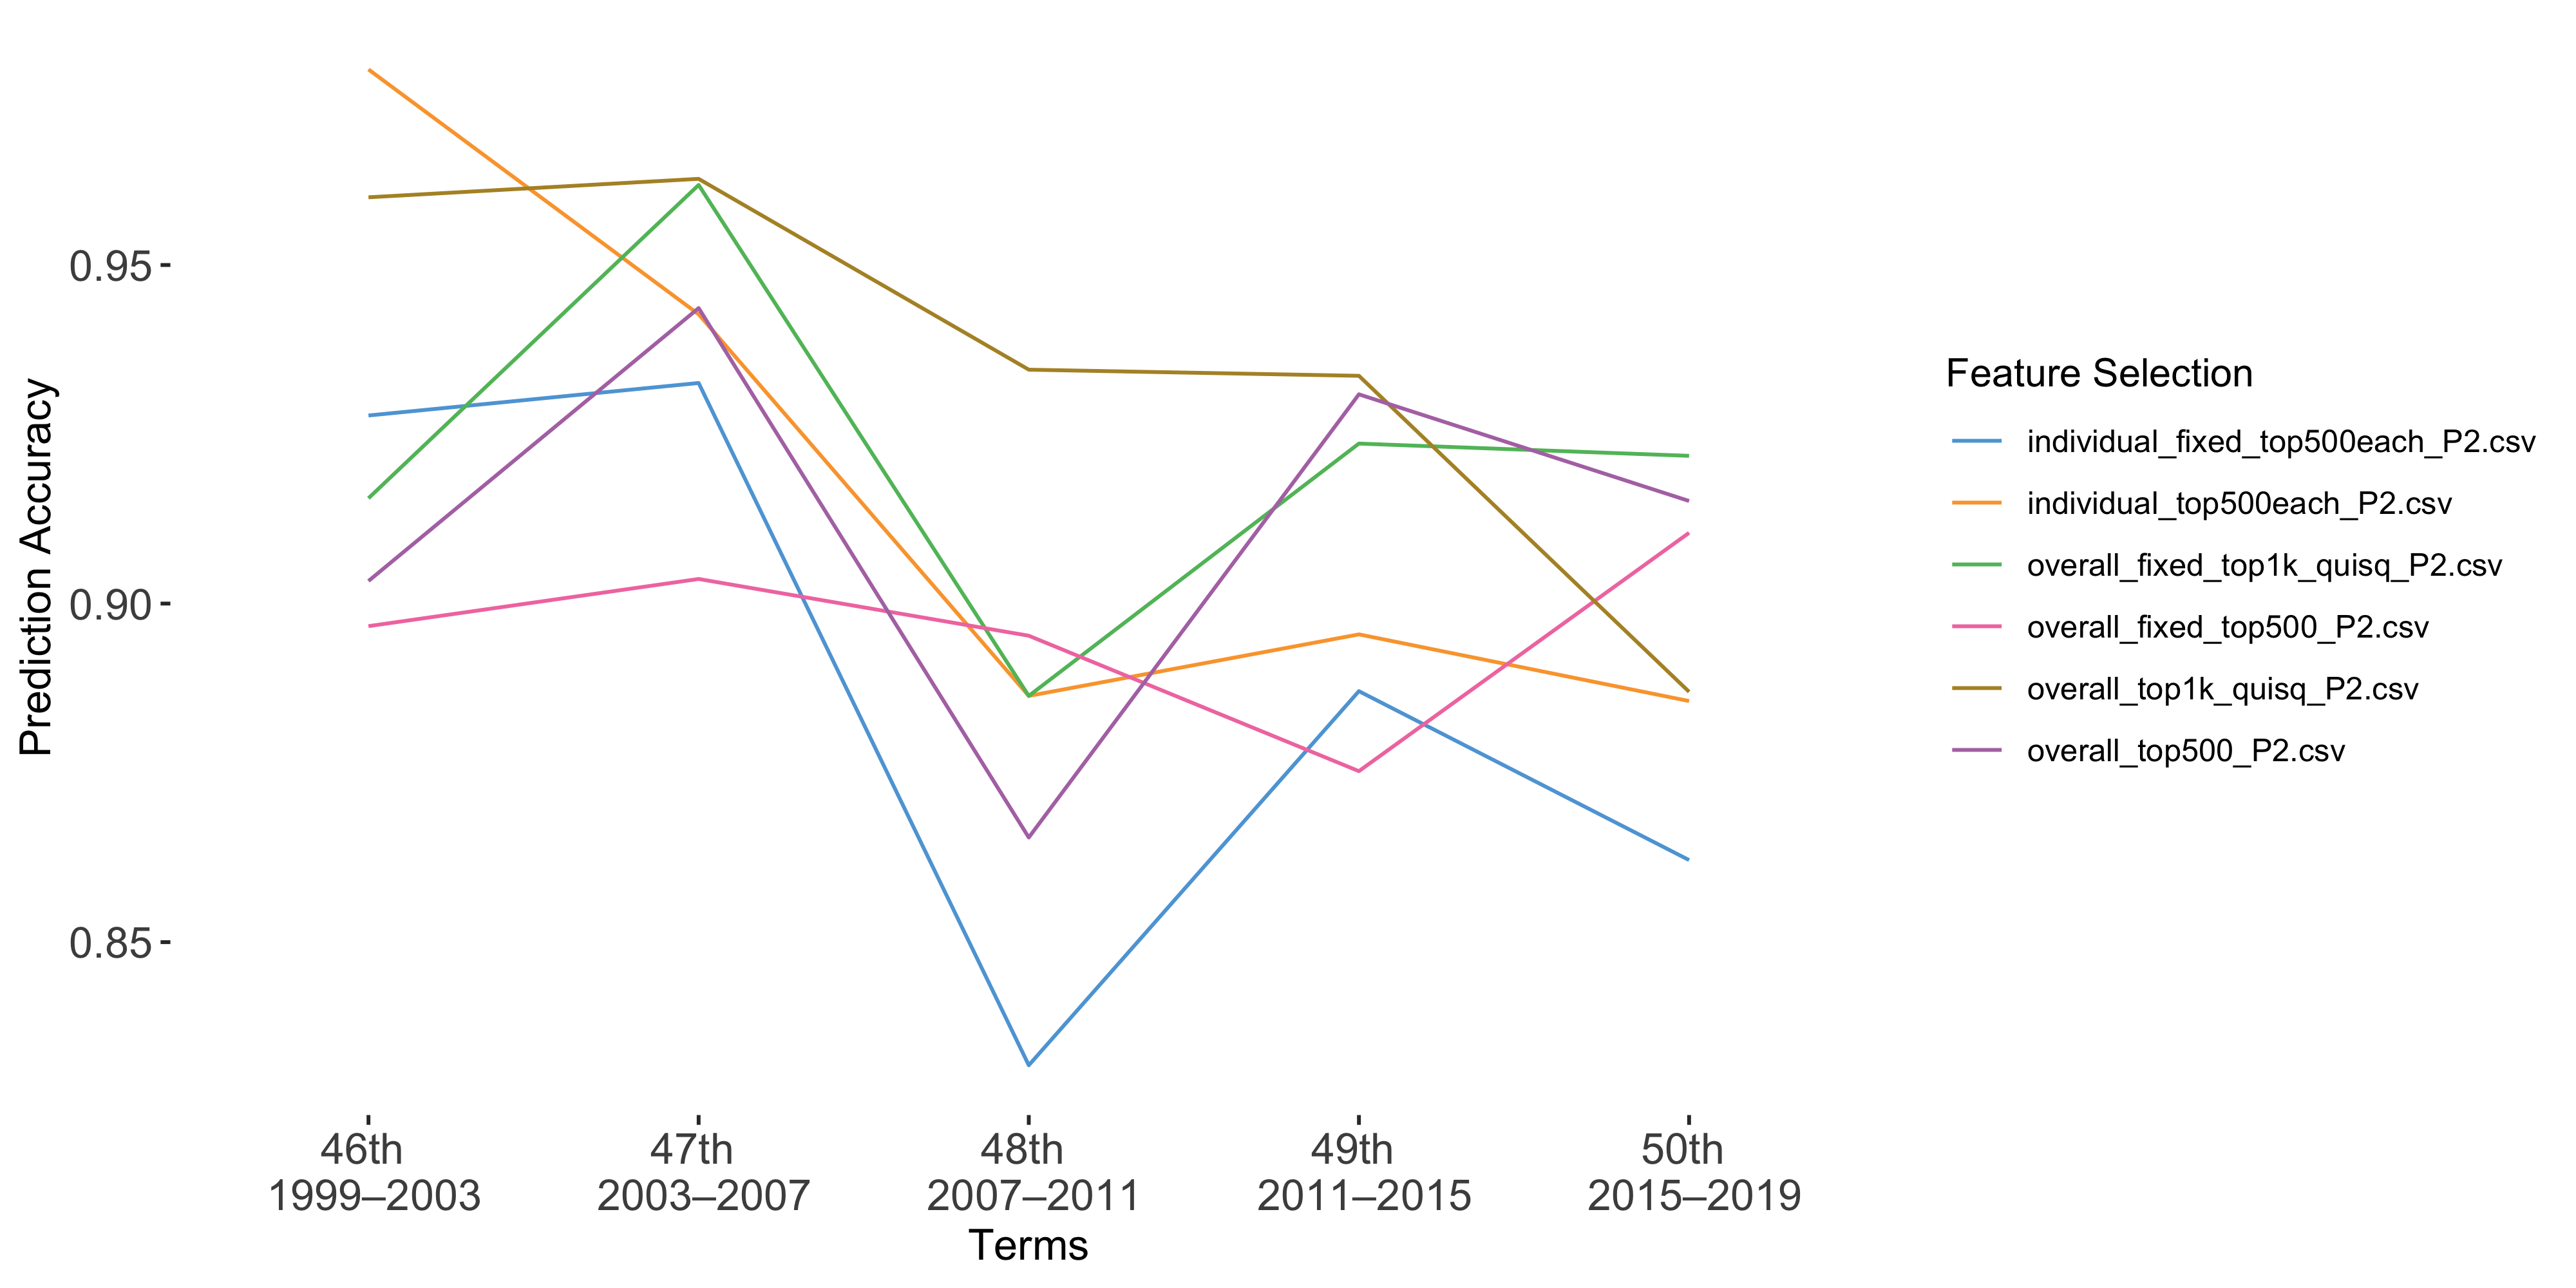 Prediction Accuracy
0.95
0.90
0.85
46th
1999–2003
47th
2003–2007
48th
2007–2011
49th
2011–2015
50th
2015–2019
Terms
Feature Selection
individual_fixed_top500each_P2.csv
individual_top500each_P2.csv
overall_fixed_top1k_quisq_P2.csv
overall_fixed_top500_P2.csv
overall_top1k_quisq_P2.csv
overall_top500_P2.csv